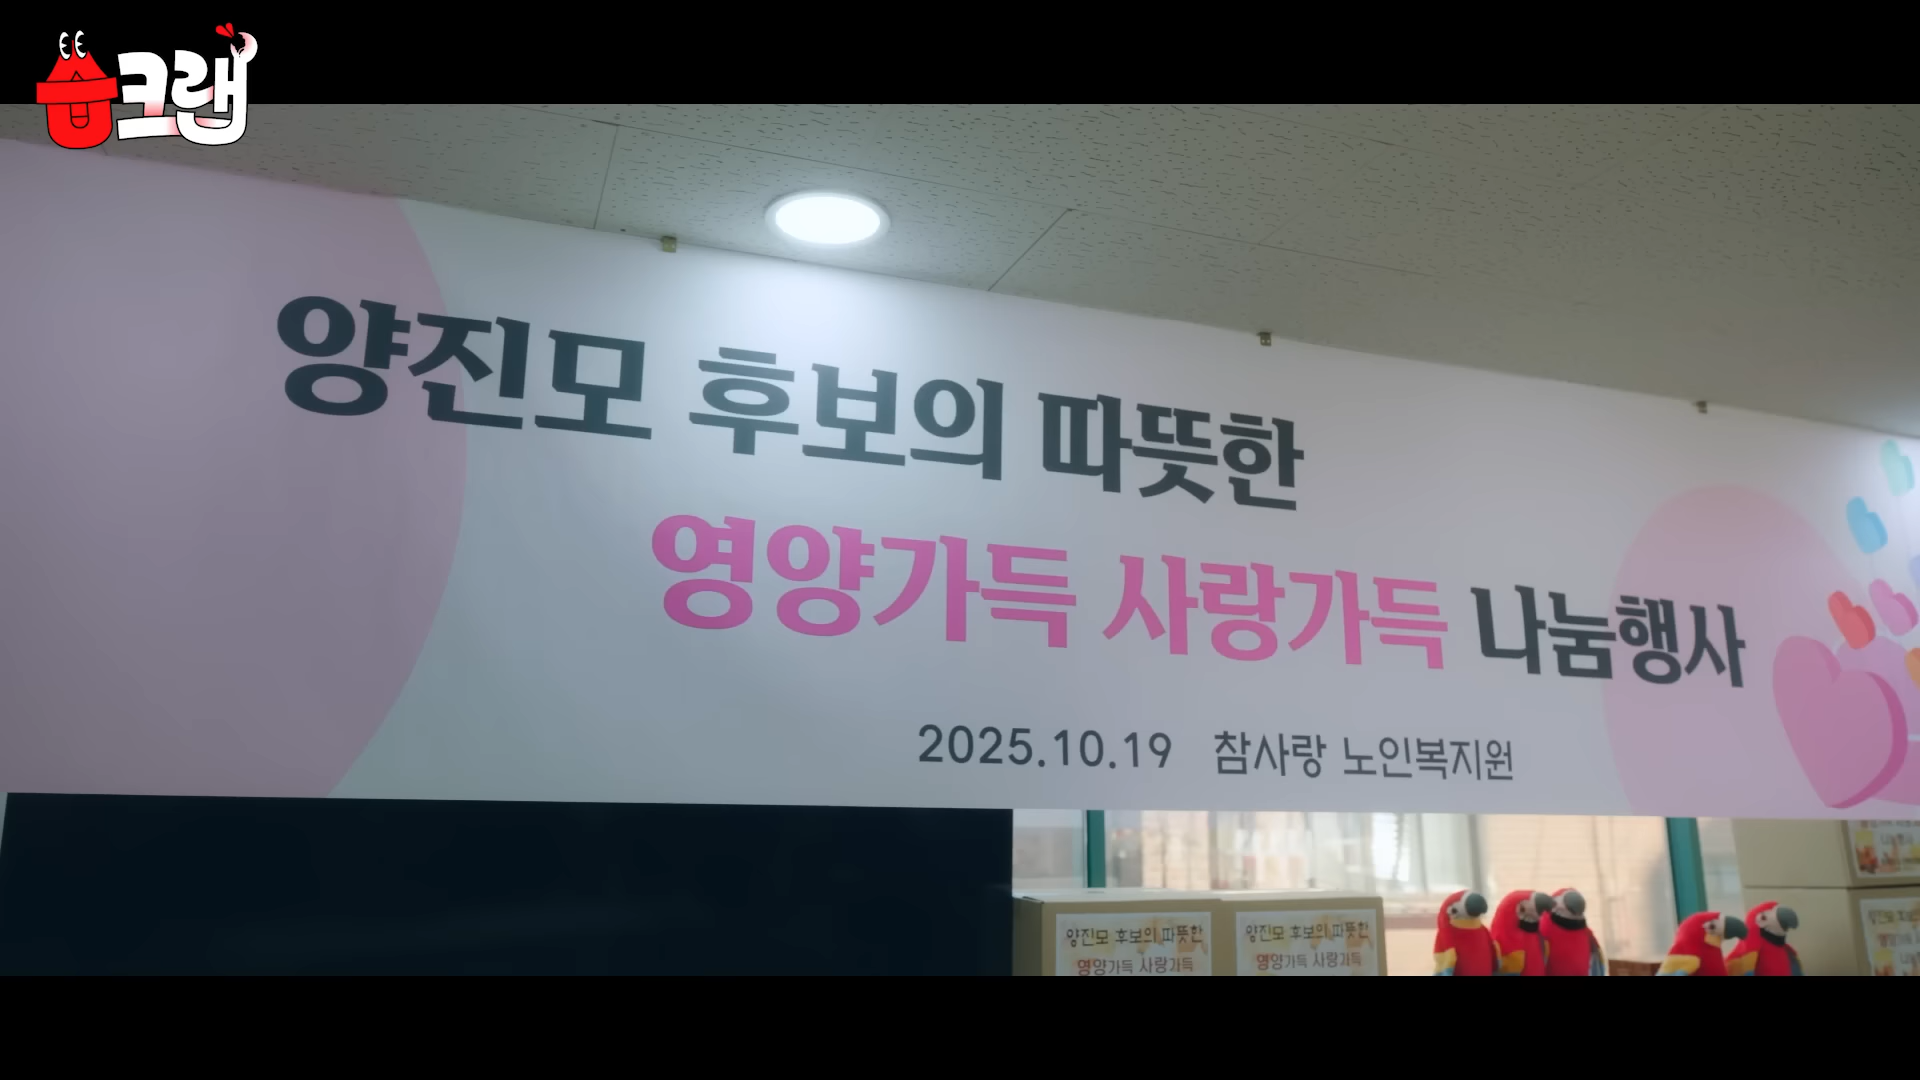 습크랩
양진모 후보의 따뜻한
영양가득 사랑가득 나눔행사
2025.10.19 참사랑 노인복지원
양진모 후보의 따뜻한
영양가득 사랑가득
양진모 후보의 따뜻한
영양가득 사랑가득